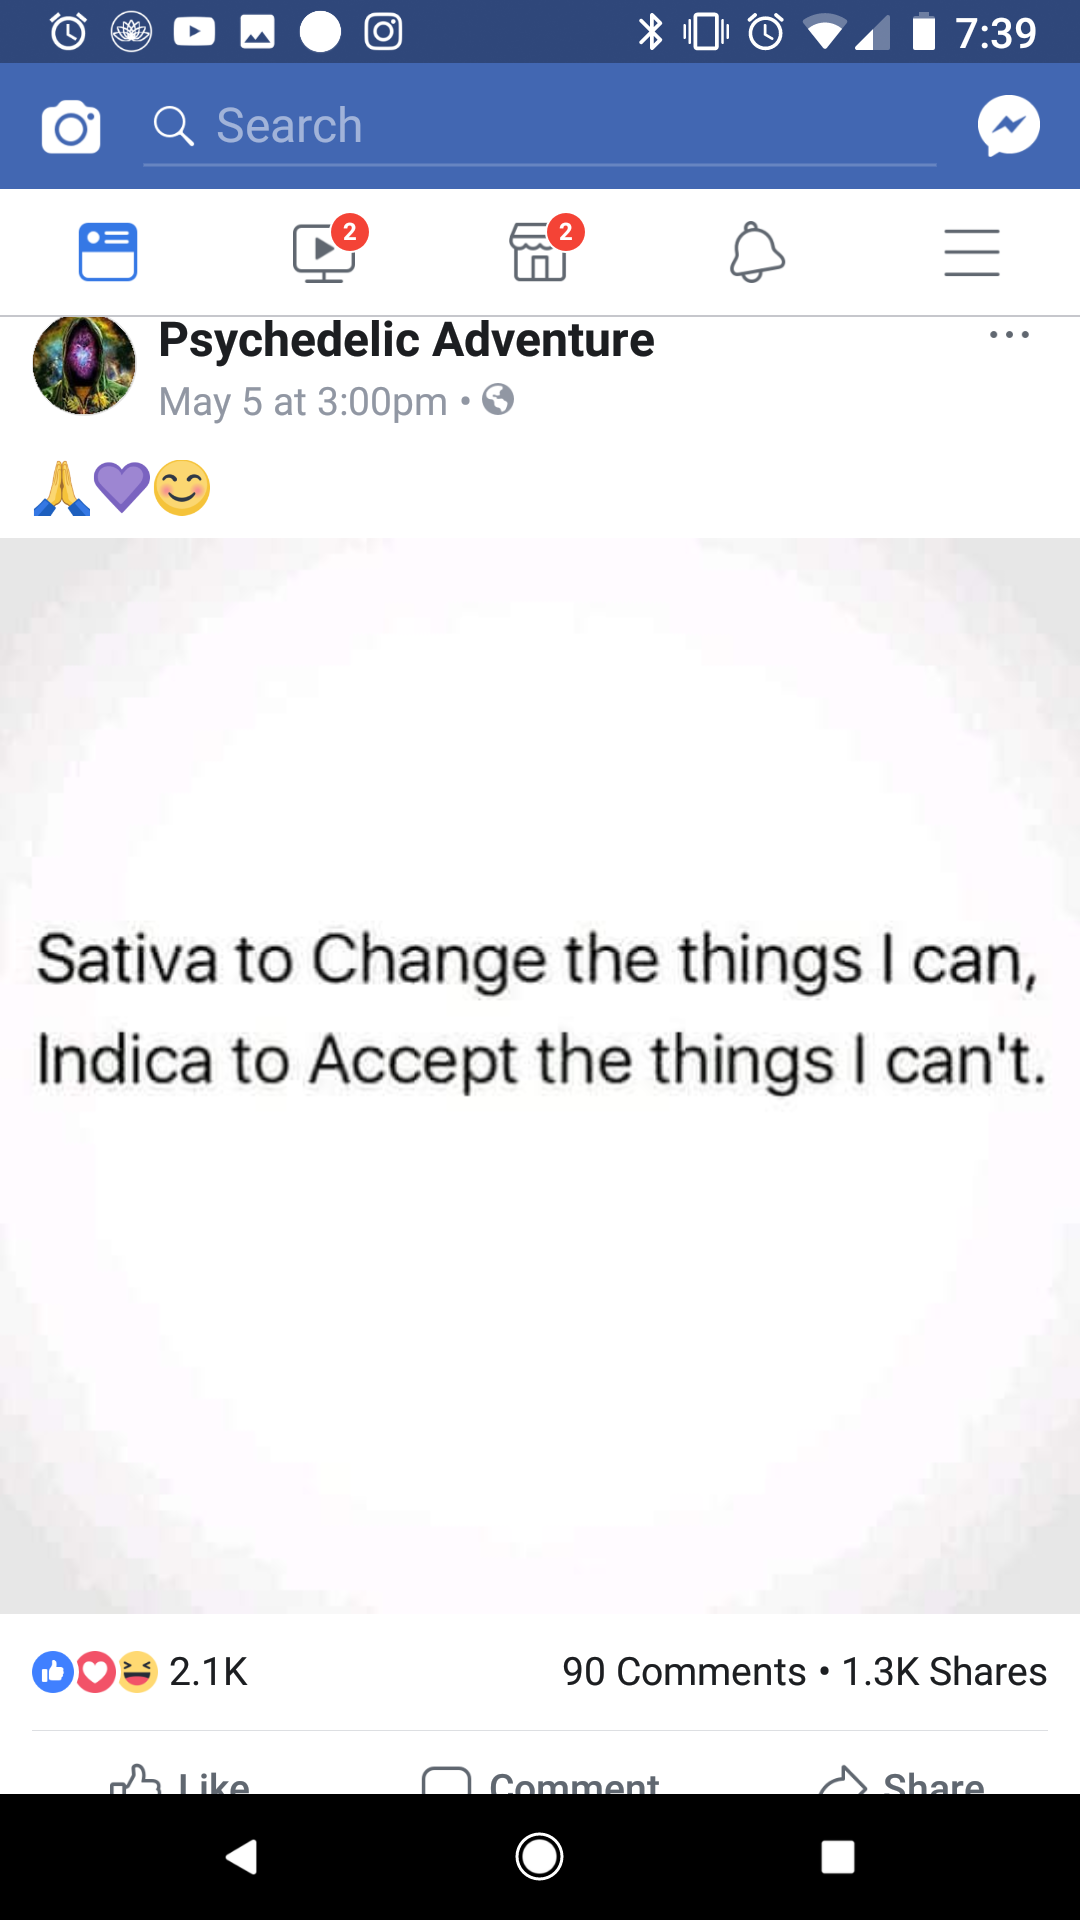 7:39
Search
2
2
Psychedelic Adventure
May 5 at 3:00pm •
Sativa to Change the things I can,
Indica to Accept the things I can't.
2.1K
90 Comments • 1.3K Shares
Like
Comment
Share